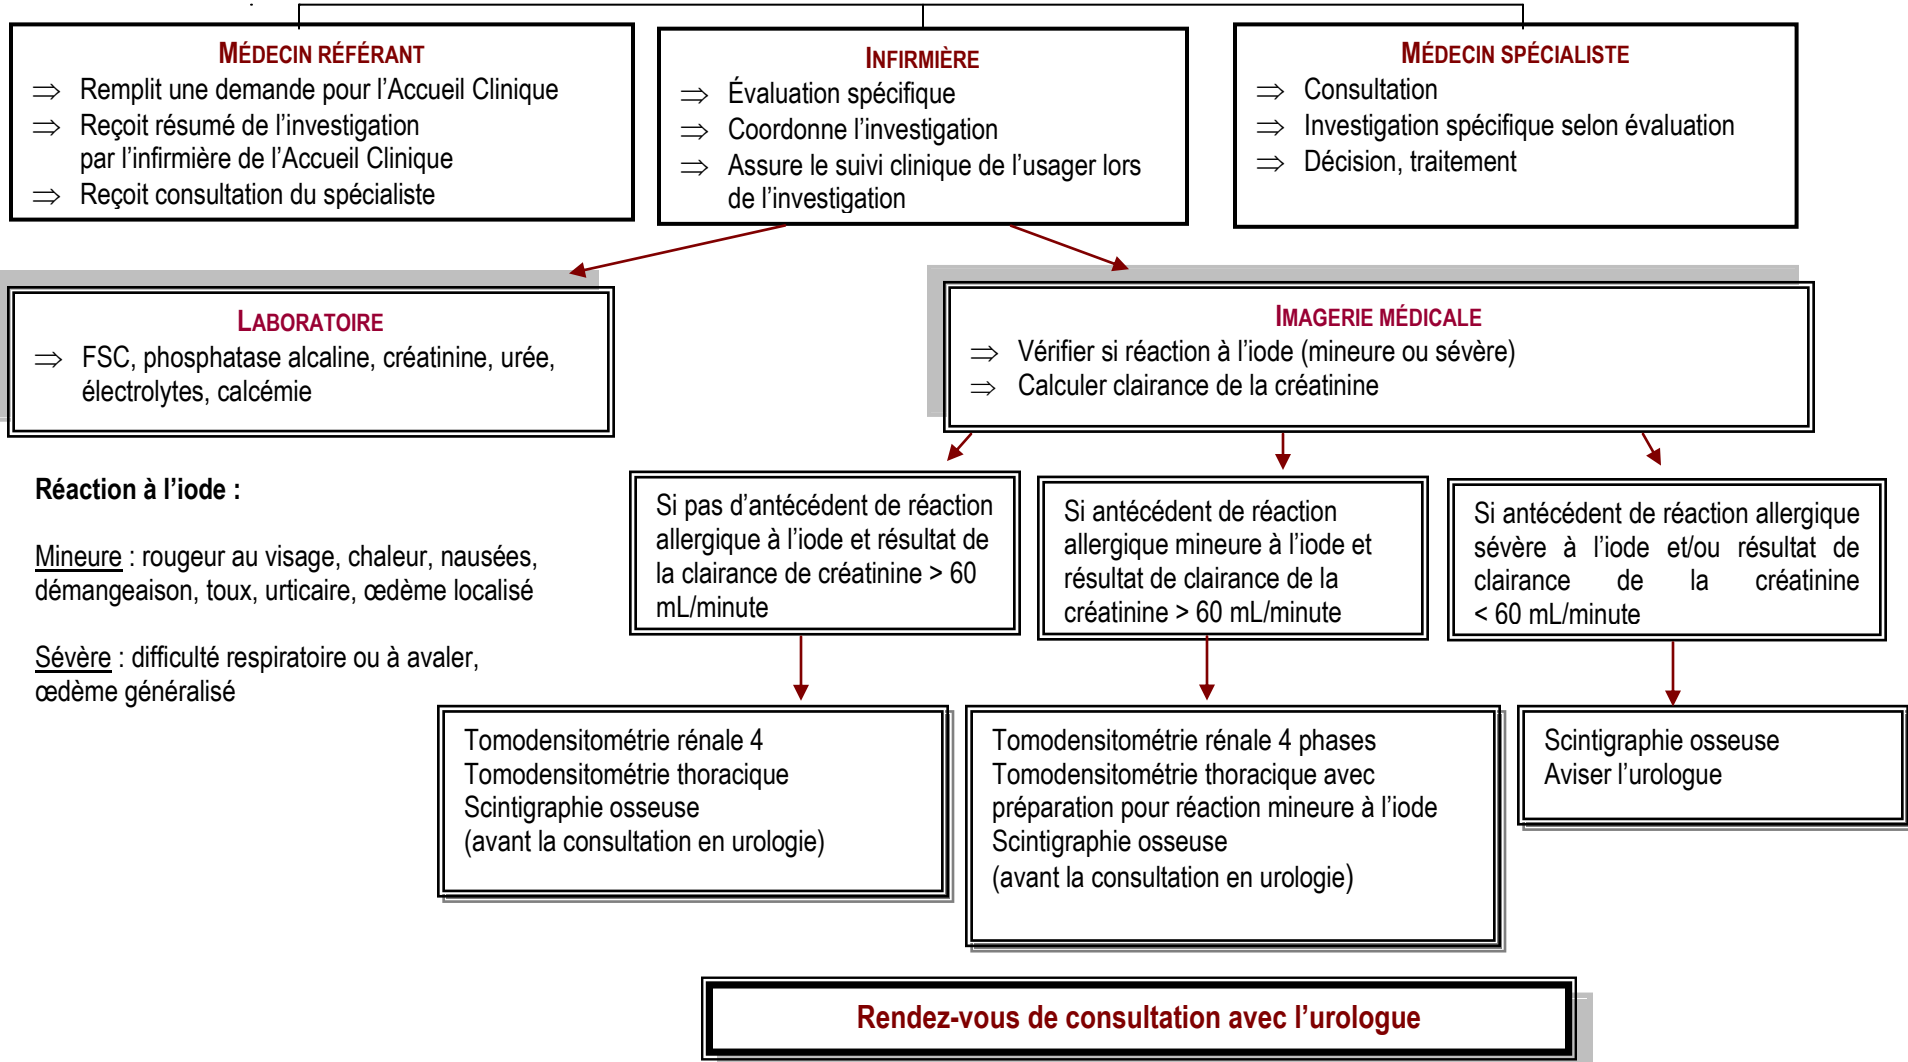 MÉDECIN RÉFÉRANT
⇒ Remplit une demande pour l’Accueil Clinique
⇒ Reçoit résumé de l’investigation
par l’infirmière de l’Accueil Clinique
⇒ Reçoit consultation du spécialiste
INFIRMIÈRE
⇒ Évaluation spécifique
⇒ Coordonne l’investigation
⇒ Assure le suivi clinique de l’usager lors
de l’investigation
MÉDECIN SPÉCIALISTE
⇒ Consultation
⇒ Investigation spécifique selon évaluation
⇒ Décision, traitement
LABORATOIRE
⇒ FSC, phosphatase alcaline, créatinine, urée,
électrolytes, calcémie
IMAGERIE MÉDICALE
⇒ Vérifier si réaction à l’iode (mineure ou sévère)
⇒ Calculer clairance de la créatinine
Réaction à l’iode :
Mineure : rougeur au visage, chaleur, nausées,
démangeaison, toux, urticaire, œdème localisé
Sévère : difficulté respiratoire ou à avaler,
œdème généralisé
Si pas d’antécédent de réaction
allergique à l’iode et résultat de
la clairance de créatinine > 60
mL/minute
Si antécédent de réaction
allergique mineure à l’iode et
résultat de clairance de la
créatinine > 60 mL/minute
Si antécédent de réaction allergique
sévère à l’iode et/ou résultat de
clairance de la créatinine
< 60 mL/minute
Tomodensitométrie rénale 4
Tomodensitométrie thoracique
Scintigraphie osseuse
(avant la consultation en urologie)
Tomodensitométrie rénale 4 phases
Tomodensitométrie thoracique avec
préparation pour réaction mineure à l’iode
Scintigraphie osseuse
(avant la consultation en urologie)
Scintigraphie osseuse
Aviser l’urologue
Rendez-vous de consultation avec l’urologue